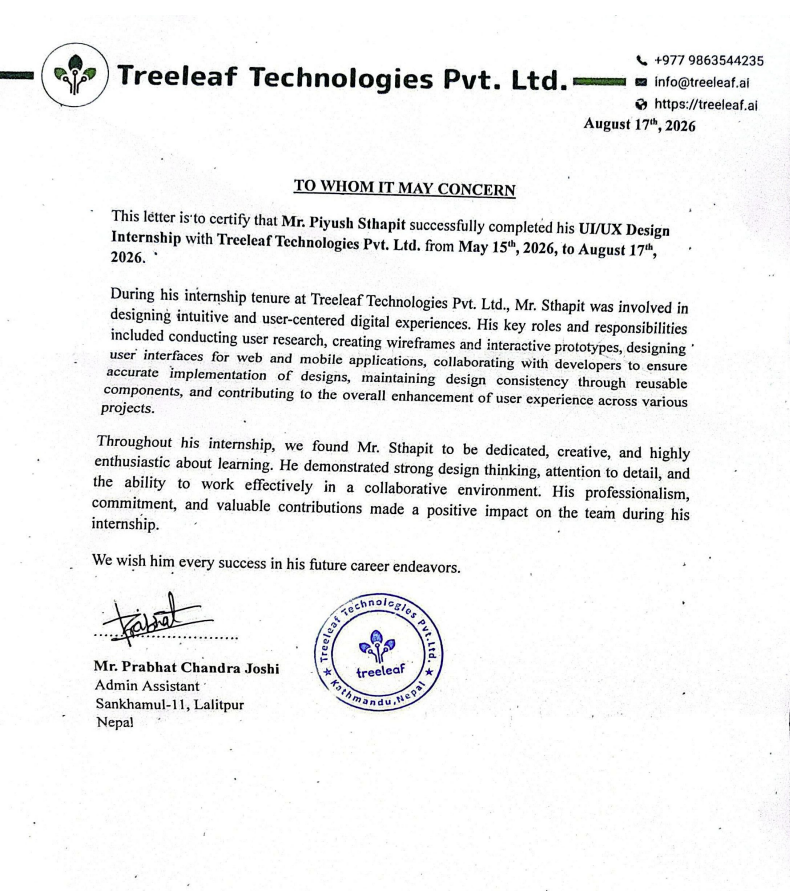 Treeleaf Technologies Pvt. Ltd.
+977 9863544235
info@treeleaf.ai
https://treeleaf.ai
August 17th, 2026
TO WHOM IT MAY CONCERN
This letter is to certify that Mr. Piyush Sthapit successfully completed his UI/UX Design
Internship with Treeleaf Technologies Pvt. Ltd. from May 15th, 2026, to August 17th,
2026.
During his internship tenure at Treeleaf Technologies Pvt. Ltd., Mr. Sthapit was involved in
designing intuitive and user-centered digital experiences. His key roles and responsibilities
included conducting user research, creating wireframes and interactive prototypes, designing
user interfaces for web and mobile applications, collaborating with developers to ensure
accurate implementation of designs, maintaining design consistency through reusable
components, and contributing to the overall enhancement of user experience across various
projects.
Throughout his internship, we found Mr. Sthapit to be dedicated, creative, and highly
enthusiastic about learning. He demonstrated strong design thinking, attention to detail, and
the ability to work effectively in a collaborative environment. His professionalism,
commitment, and valuable contributions made a positive impact on the team during his
internship.
We wish him every success in his future career endeavors.
Prabhat
Mr. Prabhat Chandra Joshi
Admin Assistant
Sankhamul-11, Lalitpur
Nepal
Treeleaf Technologies Pvt.Ltd.
treeleaf
Kathmandu,Nepal